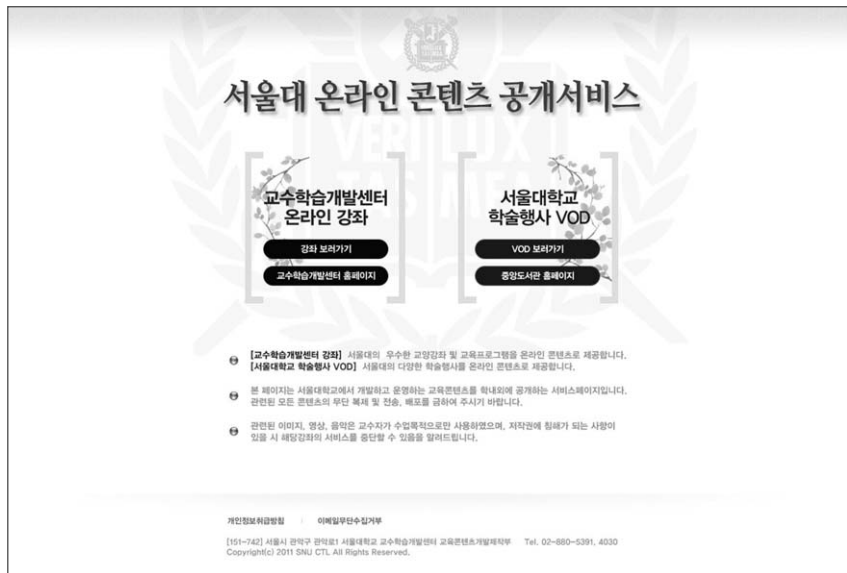 서울대 온라인 콘텐츠 공개서비스
VERI LUX
TAS MEA
교수학습개발센터
온라인 강좌
강좌 보러가기
교수학습개발센터 홈페이지
서울대학교
학술행사 VOD
VOD 보러가기
중앙도서관 홈페이지
[교수학습개발센터 강좌] 서울대의 우수한 교양강좌 및 교육프로그램을 온라인 콘텐츠로 제공합니다.
[서울대학교 학술행사 VOD] 서울대의 다양한 학술행사를 온라인 콘텐츠로 제공합니다.
본 페이지는 서울대학교에서 개발하고 운영하는 교육콘텐츠를 학내외에 공개하는 서비스페이지입니다.
관련된 모든 콘텐츠의 무단 복제 및 전송, 배포를 금하여 주시기 바랍니다.
관련된 이미지, 영상, 음악은 교수자가 수업목적으로만 사용하였으며, 저작권에 침해가 되는 사항이
있을 시 해당강좌의 서비스를 중단할 수 있음을 알려드립니다.
개인정보취급방침 | 이메일무단수집거부
[151-742] 서울시 관악구 관악로1 서울대학교 교수학습개발센터 교육콘텐츠개발제작부 Tel. 02-880-5391, 4030
Copyright(c) 2011 SNU CTL All Rights Reserved.